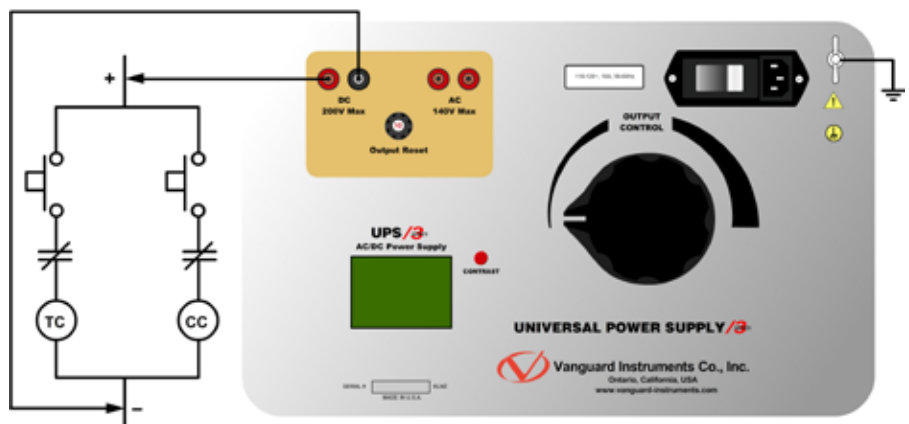 +
DC
200V Max
AC
140V Max
Output Reset
OUTPUT
CONTROL
UPS/3
AC/DC Power Supply
CONTRAST
TC
CC
UNIVERSAL POWER SUPPLY/3
Vanguard Instruments Co., Inc.
Ontario, California, USA
www.vanguard-instruments.com
SERIAL #
MADE IN U.S.A.
−